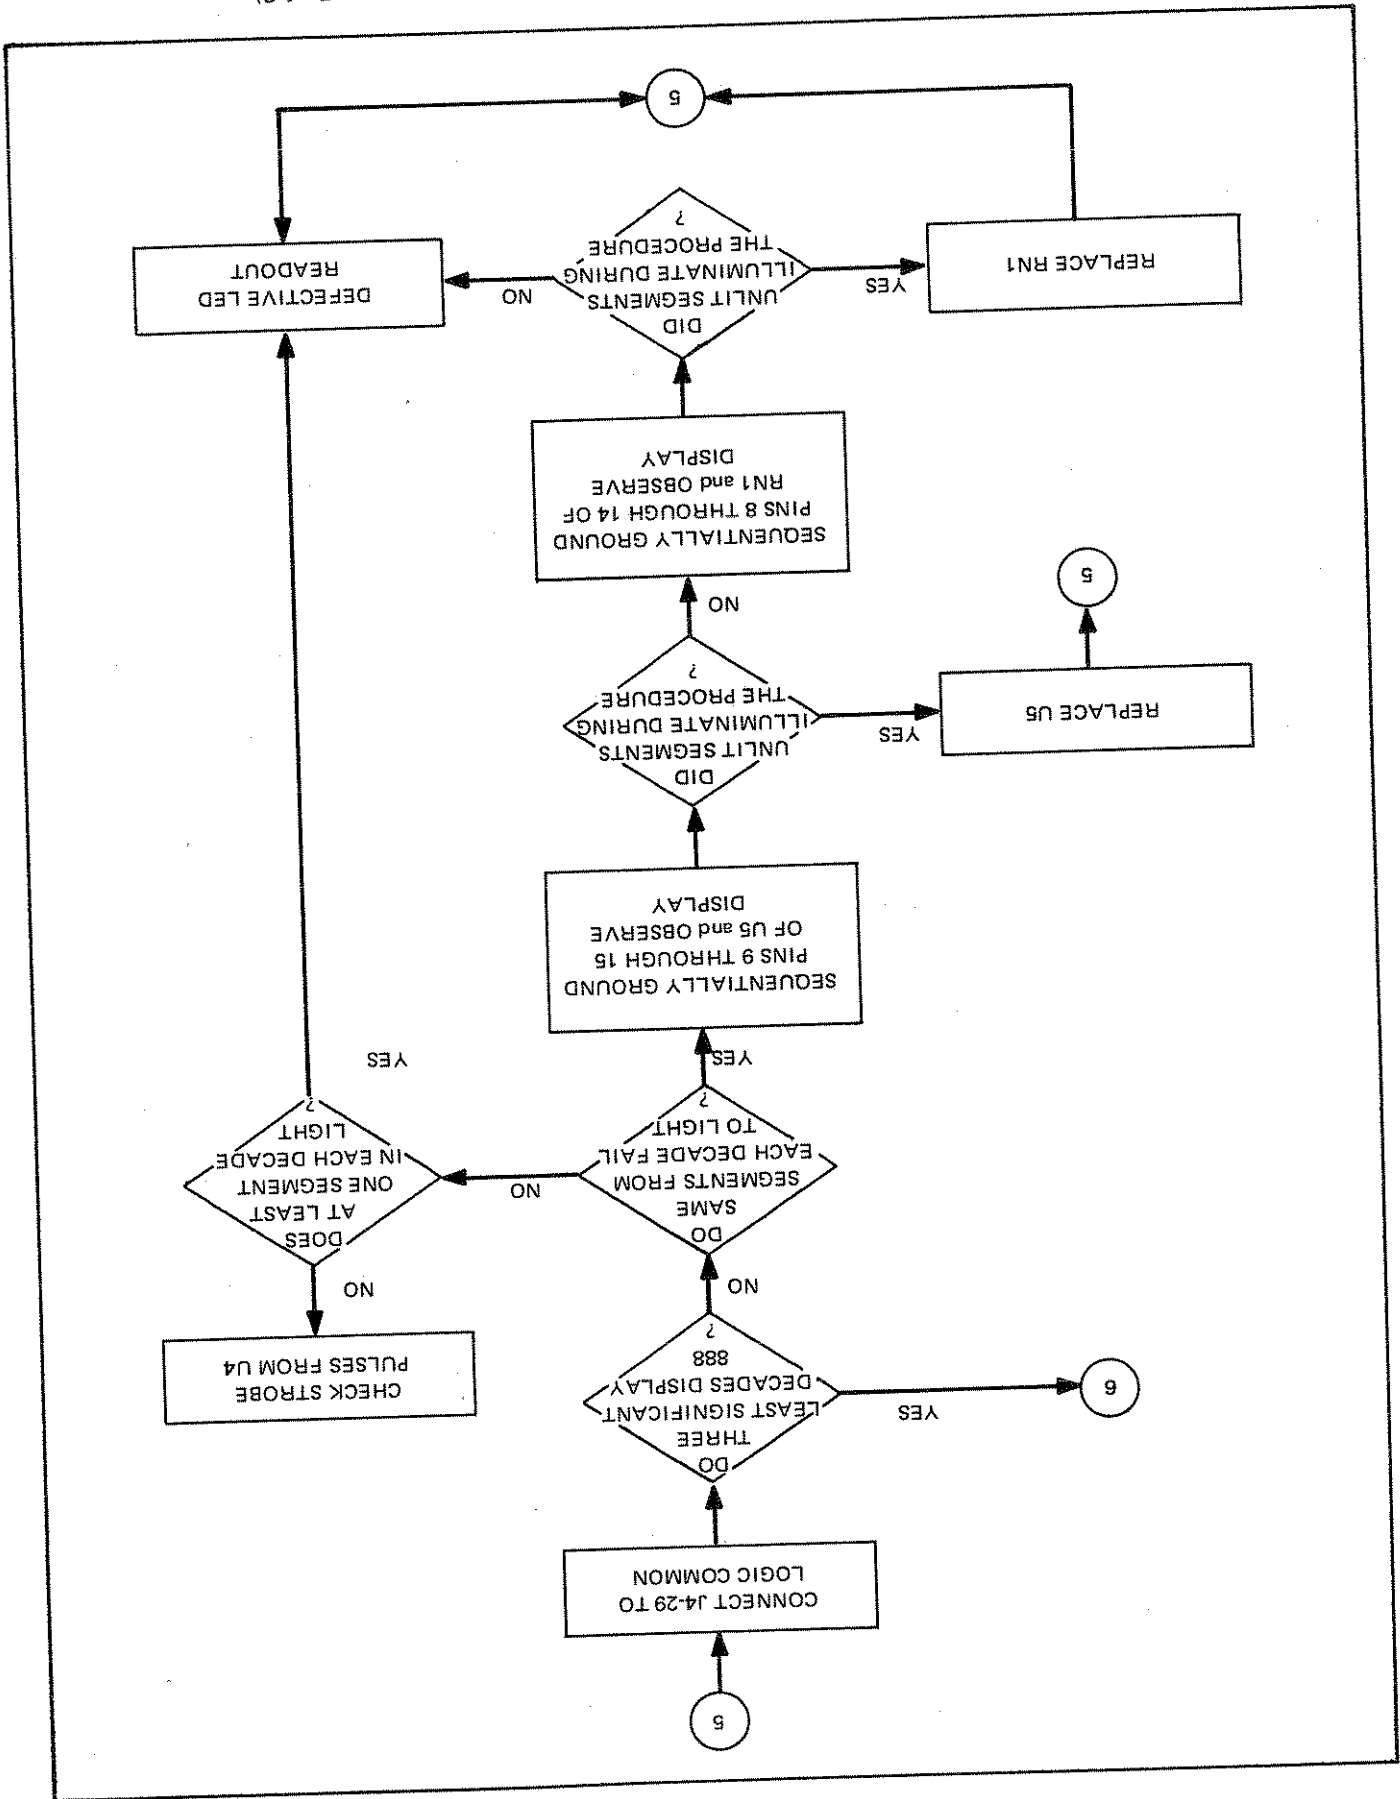 5
CONNECT J4-29 TO
LOGIC COMMON
DO
THREE
LEAST SIGNIFICANT
DECADES DISPLAY
888
?
YES
6
NO
CHECK STROBE
PULSES FROM U4
NO
DO
SAME
SEGMENTS FROM
EACH DECADE FAIL
TO LIGHT
?
NO
DOES
AT LEAST
ONE SEGMENT
IN EACH DECADE
LIGHT
?
YES
YES
SEQUENTIALLY GROUND
PINS 9 THROUGH 15
OF U5 and OBSERVE
DISPLAY
DID
UNLIT SEGMENTS
ILLUMINATE DURING
THE PROCEDURE
?
YES
REPLACE U5
5
NO
SEQUENTIALLY GROUND
PINS 8 THROUGH 14 OF
RN1 and OBSERVE
DISPLAY
DID
UNLIT SEGMENTS
ILLUMINATE DURING
THE PROCEDURE
?
YES
REPLACE RN1
NO
DEFECTIVE LED
READOUT
5